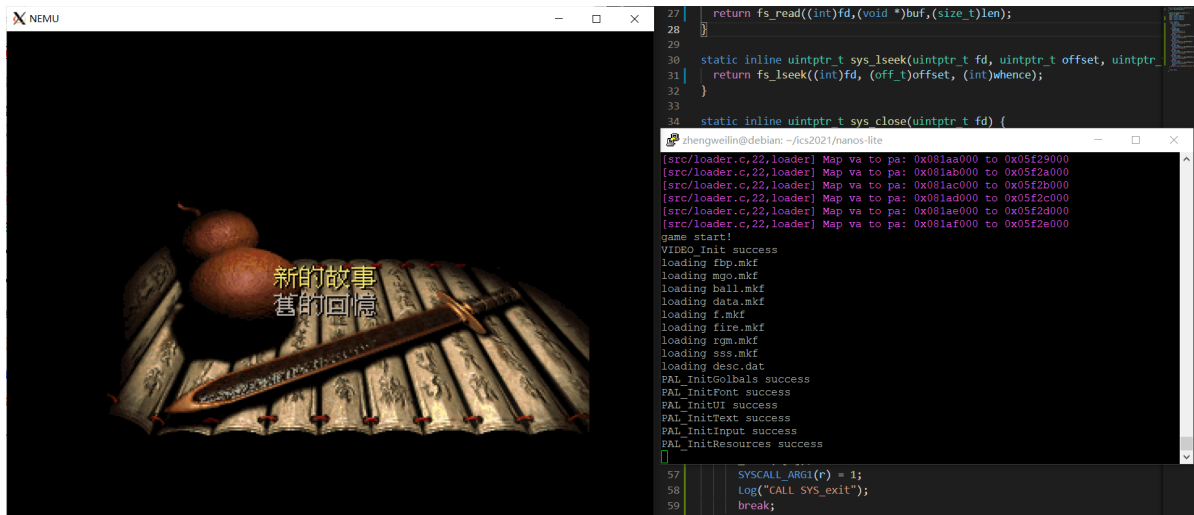 NEMU
新的故事
舊的回憶
27 return fs_read((int)fd,(void *)buf,(size_t)len);
28 }
29
30 static inline uintptr_t sys_lseek(uintptr_t fd, uintptr_t offset, uintptr_
31 return fs_lseek((int)fd, (off_t)offset, (int)whence);
32 }
33
34 static inline uintptr_t sys_close(uintptr_t fd) {
zhengweilin@debian: ~/ics2021/nanos-lite
[src/loader.c,22,loader] Map va to pa: 0x081aa000 to 0x05f29000
[src/loader.c,22,loader] Map va to pa: 0x081ab000 to 0x05f2a000
[src/loader.c,22,loader] Map va to pa: 0x081ac000 to 0x05f2b000
[src/loader.c,22,loader] Map va to pa: 0x081ad000 to 0x05f2c000
[src/loader.c,22,loader] Map va to pa: 0x081ae000 to 0x05f2d000
[src/loader.c,22,loader] Map va to pa: 0x081af000 to 0x05f2e000
game start!
VIDEO_Init success
loading fbp.mkf
loading mgo.mkf
loading ball.mkf
loading data.mkf
loading f.mkf
loading fire.mkf
loading rgm.mkf
loading sss.mkf
loading desc.dat
PAL_InitGolbals success
PAL_InitFont success
PAL_InitUI success
PAL_InitText success
PAL_InitInput success
PAL_InitResources success
57 SYSCALL_ARG1(r) = 1;
58 Log("CALL SYS_exit");
59 break;